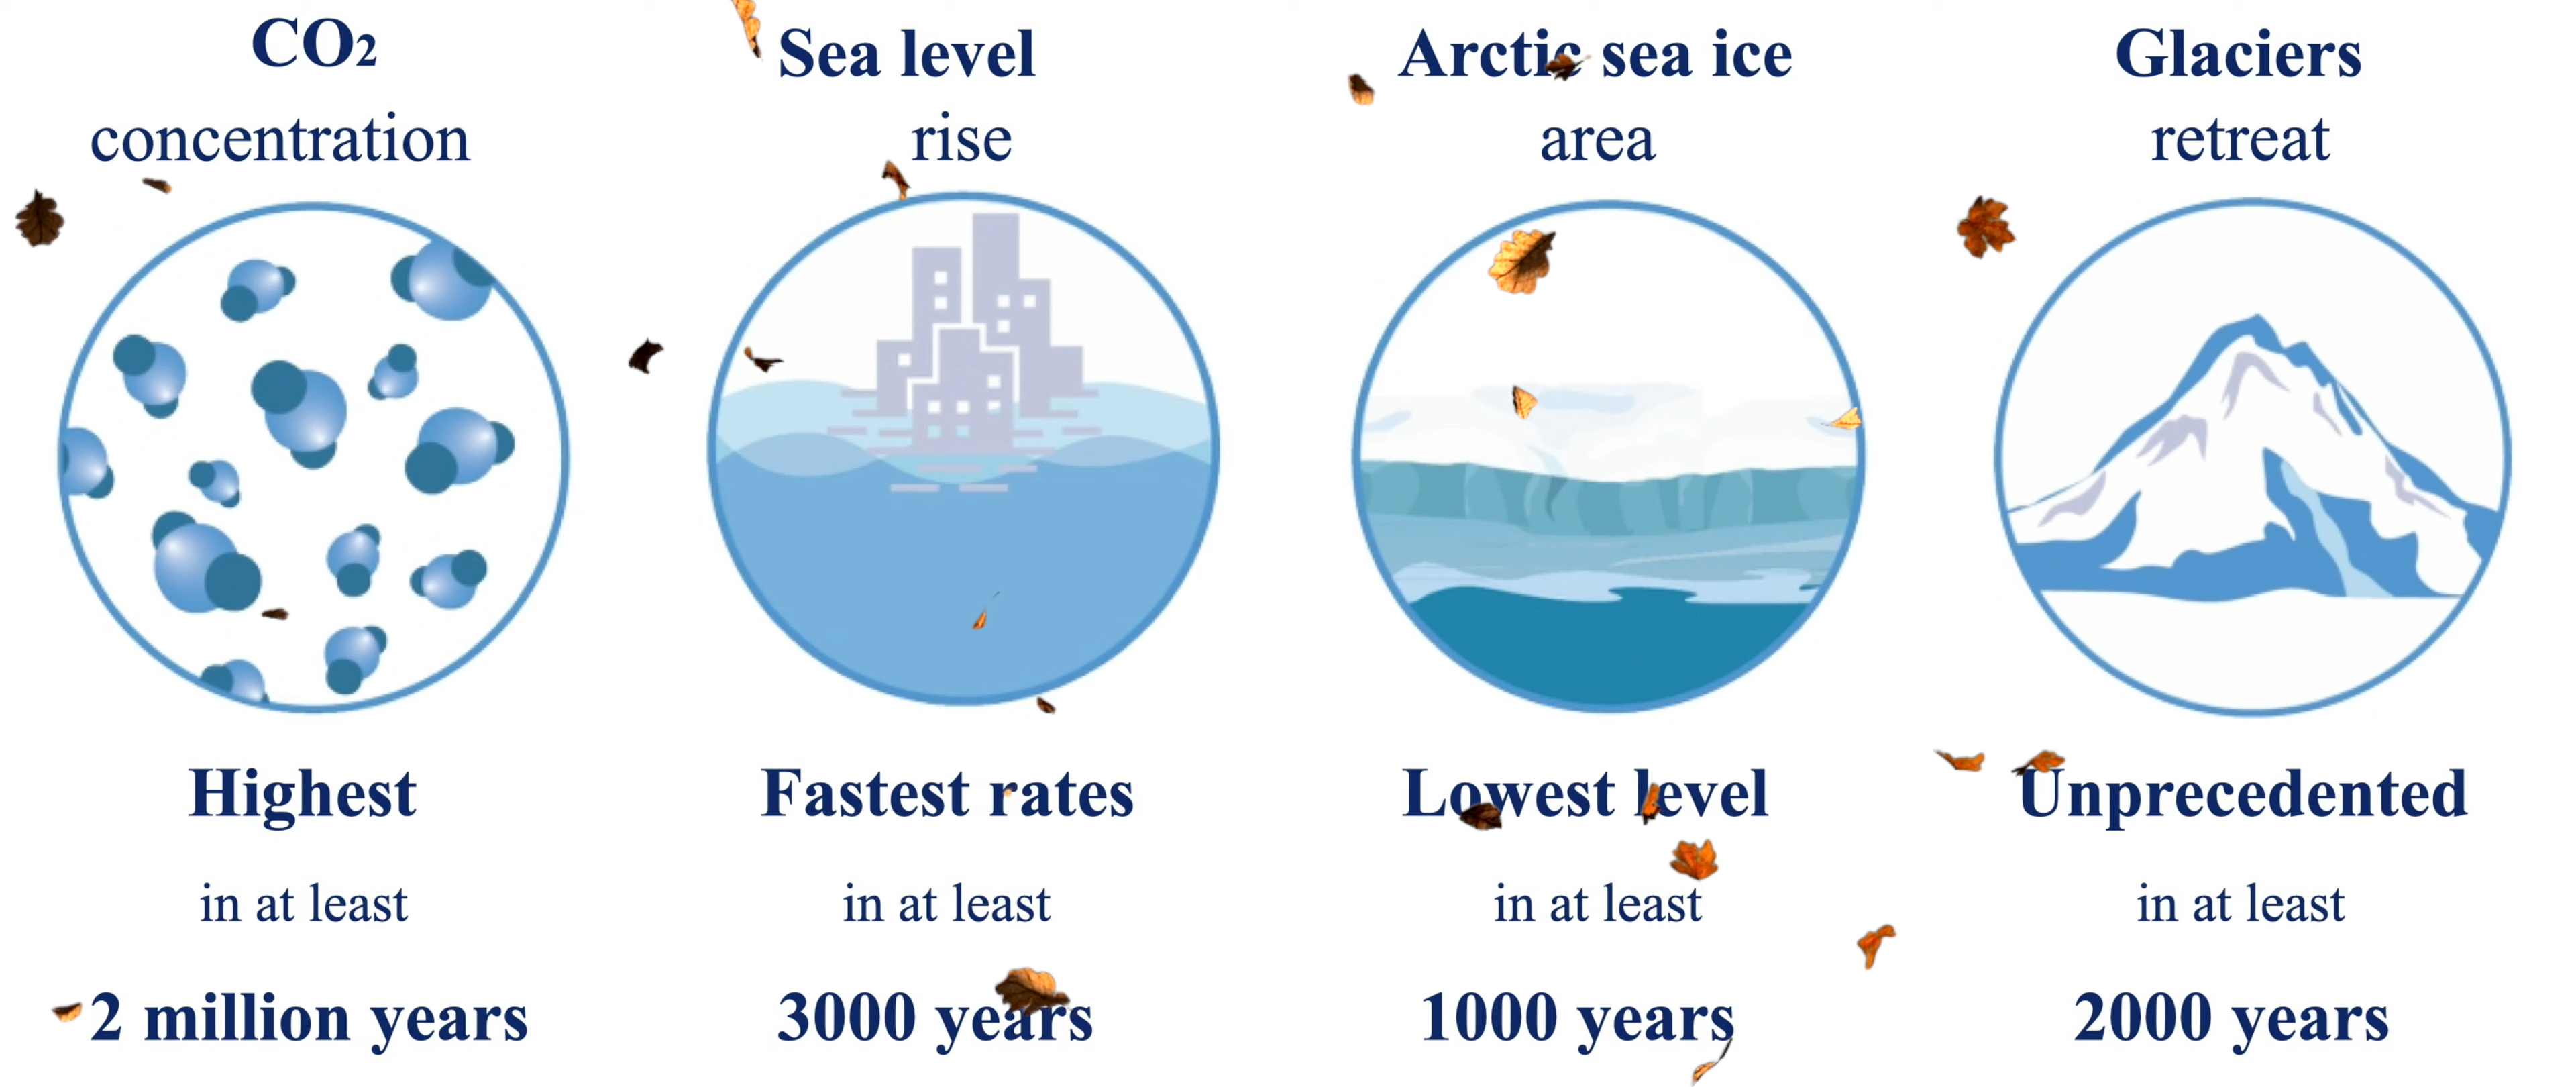 CO₂
concentration
Highest
in at least
2 million years
Sea level
rise
Fastest rates
in at least
3000 years
Arctic sea ice
area
Lowest level
in at least
1000 years
Glaciers
retreat
Unprecedented
in at least
2000 years